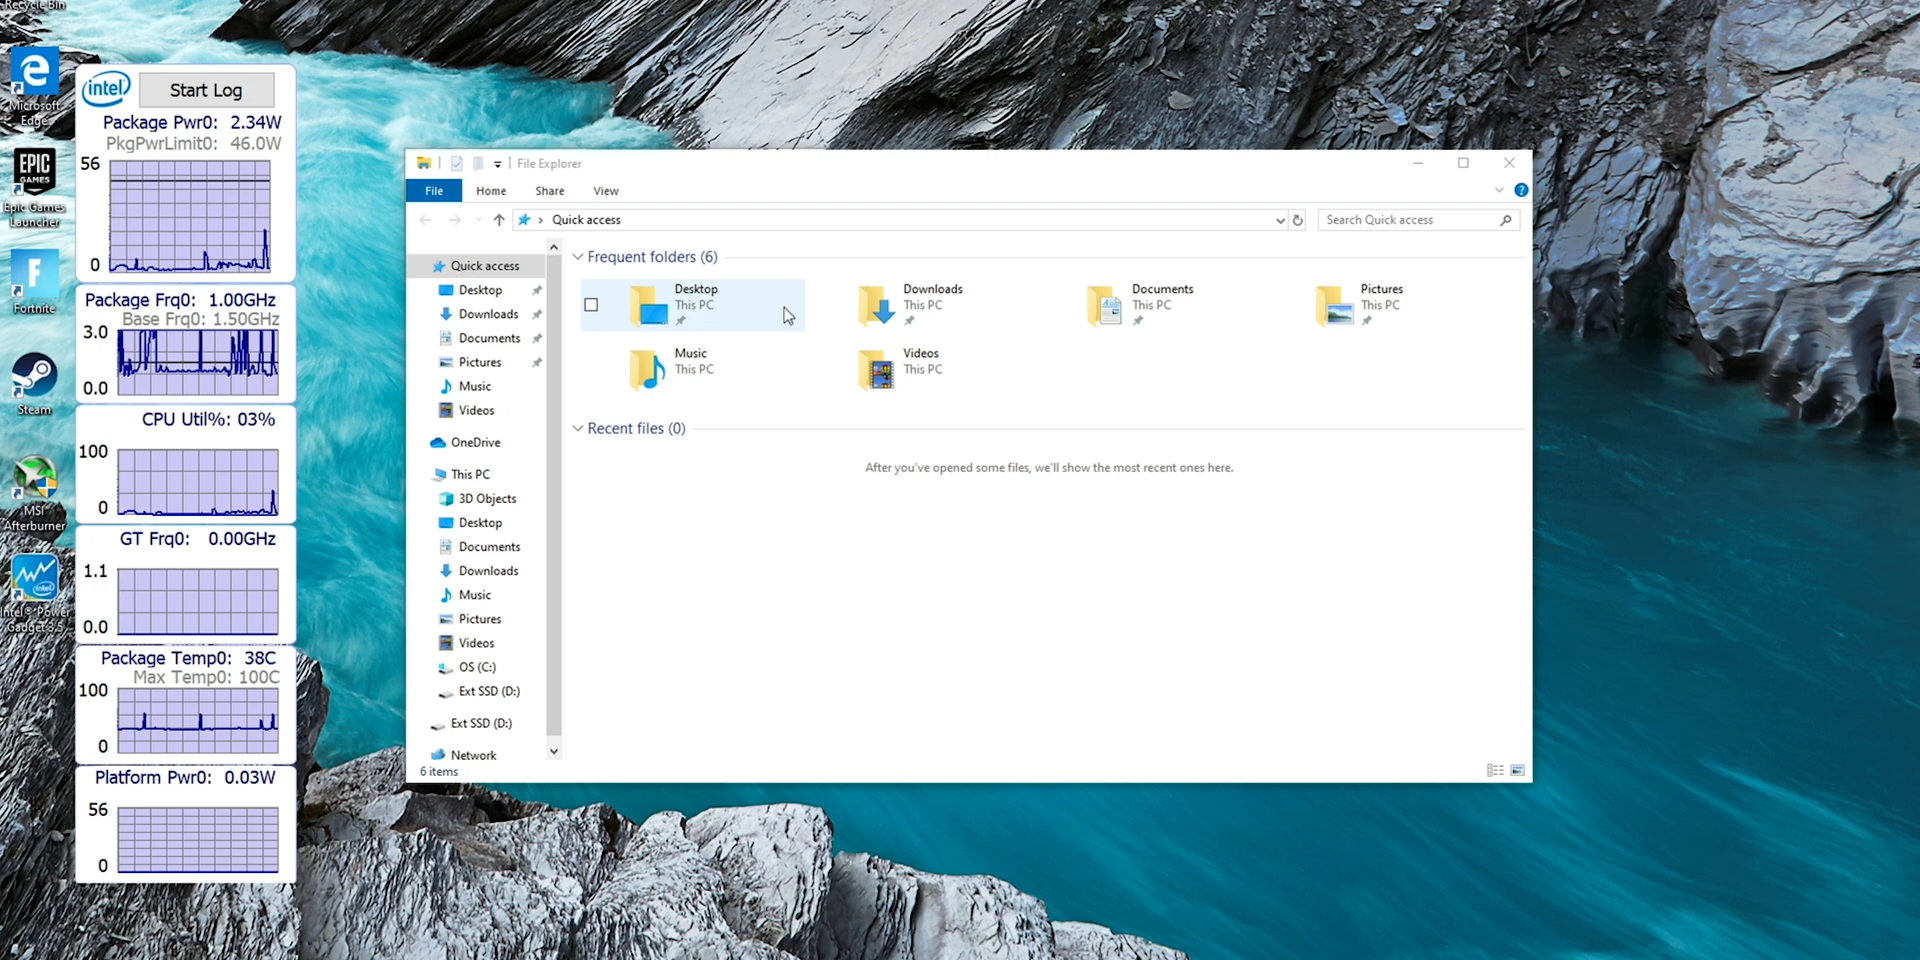 Recycle Bin
Microsoft
Edge
EPIC
GAMES
Epic Games
Launcher
Fortnite
Steam
MSI
Afterburner
intel
Intel® Power
Gadget 3.5
intel
Start Log
Package Pwr0: 2.34W
PkgPwrLimit0: 46.0W
56
0
Package Frq0: 1.00GHz
Base Frq0: 1.50GHz
3.0
0.0
CPU Util%: 03%
100
0
GT Frq0: 0.00GHz
1.1
0.0
Package Temp0: 38C
Max Temp0: 100C
100
0
Platform Pwr0: 0.03W
56
0
File Explorer
File Home Share View
Quick access
Search Quick access
Quick access
Desktop
Downloads
Documents
Pictures
Music
Videos
OneDrive
This PC
3D Objects
Desktop
Documents
Downloads
Music
Pictures
Videos
OS (C:)
Ext SSD (D:)
Ext SSD (D:)
Network
Frequent folders (6)
Desktop
This PC
Downloads
This PC
Documents
This PC
Pictures
This PC
Music
This PC
Videos
This PC
Recent files (0)
After you've opened some files, we'll show the most recent ones here.
6 items